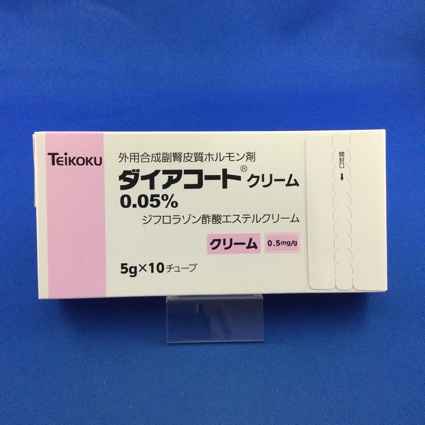 TEIKOKU
外用合成副腎皮質ホルモン剤
ダイアコート® クリーム
0.05%
ジフロラゾン酢酸エステルクリーム
クリーム 0.5mg/g
5g×10チューブ
開封口
↓